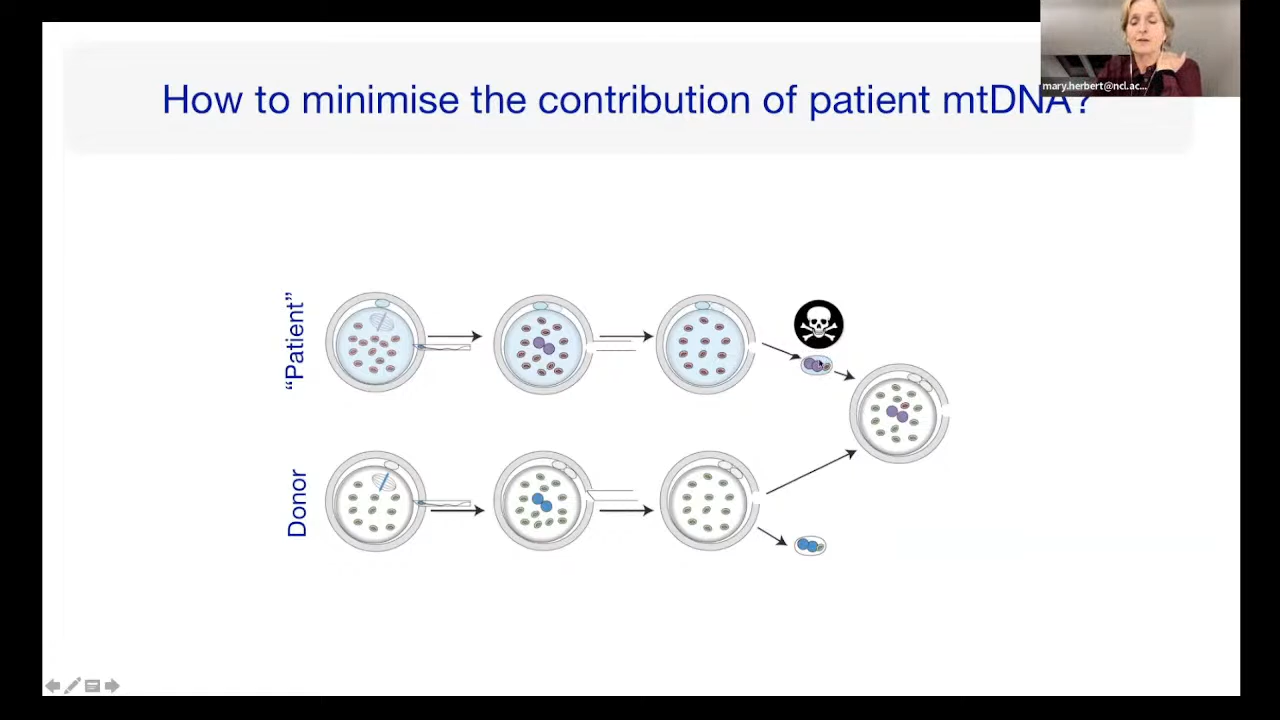 How to minimise the contribution of patient mtDNA?
mary.herbert@ncl.ac...
"Patient"
Donor